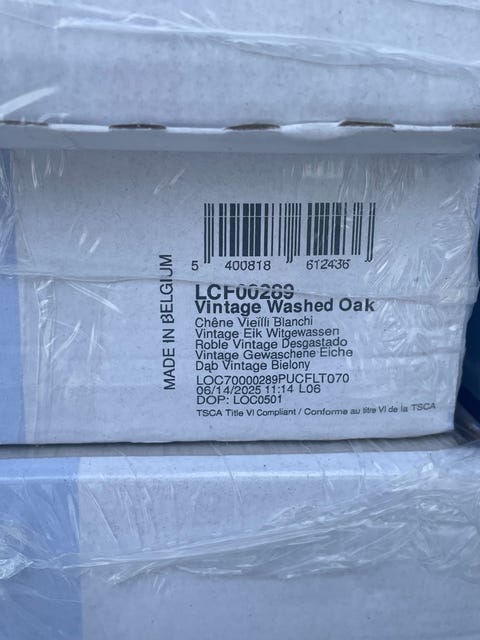 5 400818 612436
MADE IN BELGIUM
LCF00289
Vintage Washed Oak
Chêne Vieilli Blanchi
Vintage Eik Witgewassen
Roble Vintage Desgastado
Vintage Gewaschene Eiche
Dąb Vintage Bielony
LOC70000289PUCFLT070
06/14/2025 11:14 L06
DOP: LOC0501
TSCA Title VI Compliant / Conforme au titre VI de la TSCA